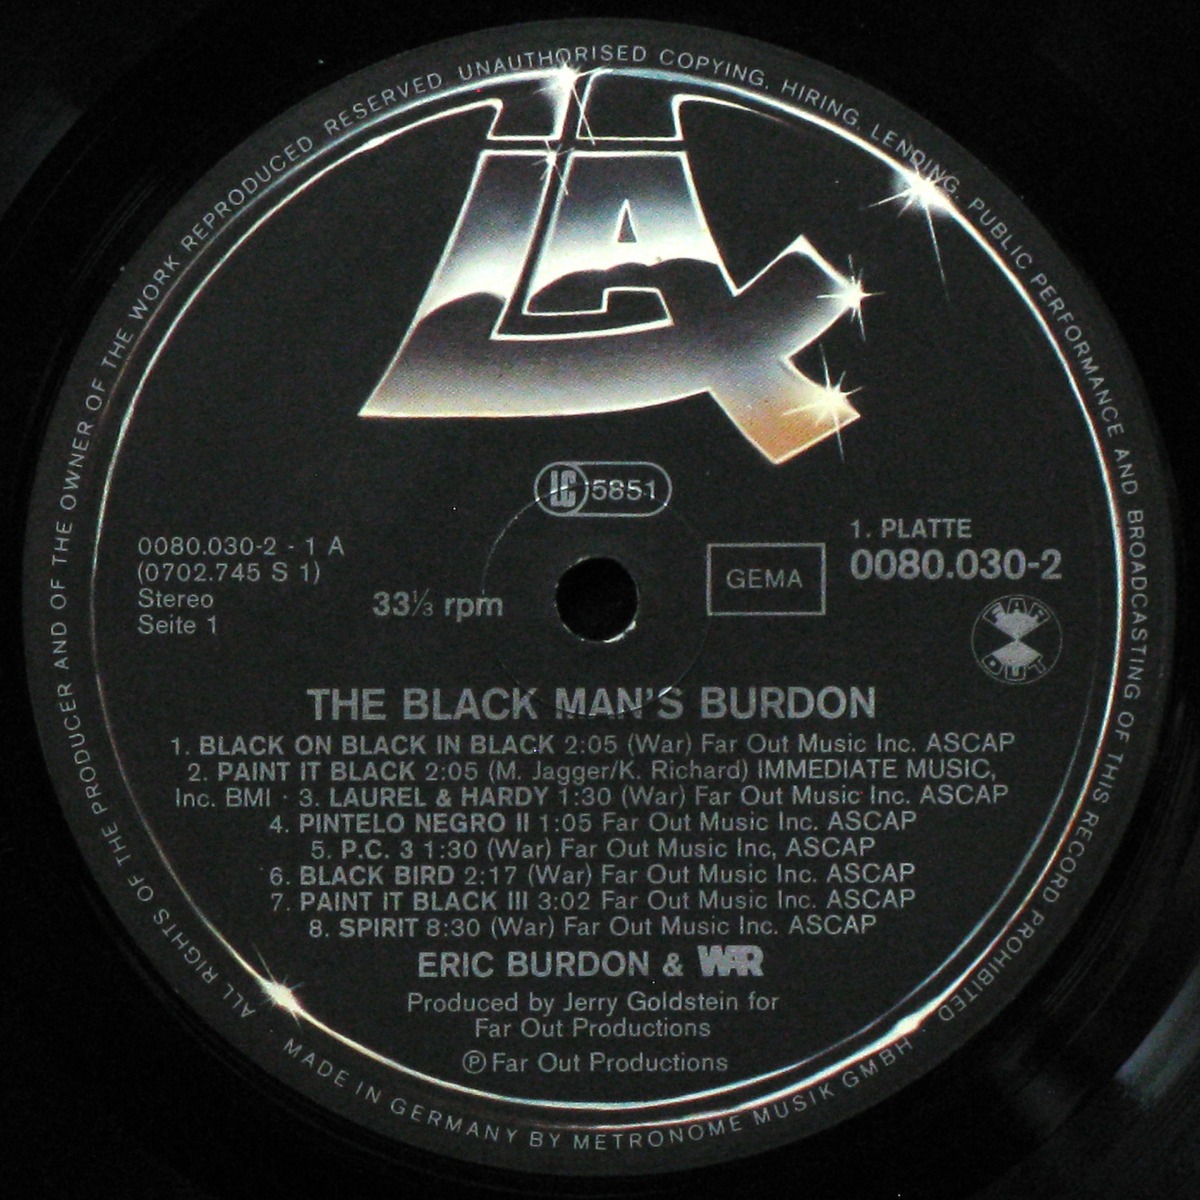 ALL RIGHTS OF THE PRODUCER AND OF THE OWNER OF THE WORK REPRODUCED RESERVED UNAUTHORISED COPYING, HIRING, LENDING, PUBLIC PERFORMANCE AND BROADCASTING OF THIS RECORD PROHIBITED
LAX
LC 5851
0080.030-2 - 1 A
(0702.745 S 1)
Stereo
Seite 1
33⅓ rpm
GEMA
1. PLATTE
0080.030-2
FAR
OUT
THE BLACK MAN'S BURDON
1. BLACK ON BLACK IN BLACK 2:05 (War) Far Out Music Inc. ASCAP
2. PAINT IT BLACK 2:05 (M. Jagger/K. Richard) IMMEDIATE MUSIC,
Inc. BMI · 3. LAUREL & HARDY 1:30 (War) Far Out Music Inc. ASCAP
4. PINTELO NEGRO II 1:05 Far Out Music Inc. ASCAP
5. P.C. 3 1:30 (War) Far Out Music Inc, ASCAP
6. BLACK BIRD 2:17 (War) Far Out Music Inc. ASCAP
7. PAINT IT BLACK III 3:02 Far Out Music Inc. ASCAP
8. SPIRIT 8:30 (War) Far Out Music Inc. ASCAP
ERIC BURDON & WAR
Produced by Jerry Goldstein for
Far Out Productions
Ⓟ Far Out Productions
MADE IN GERMANY BY METRONOME MUSIK GMBH